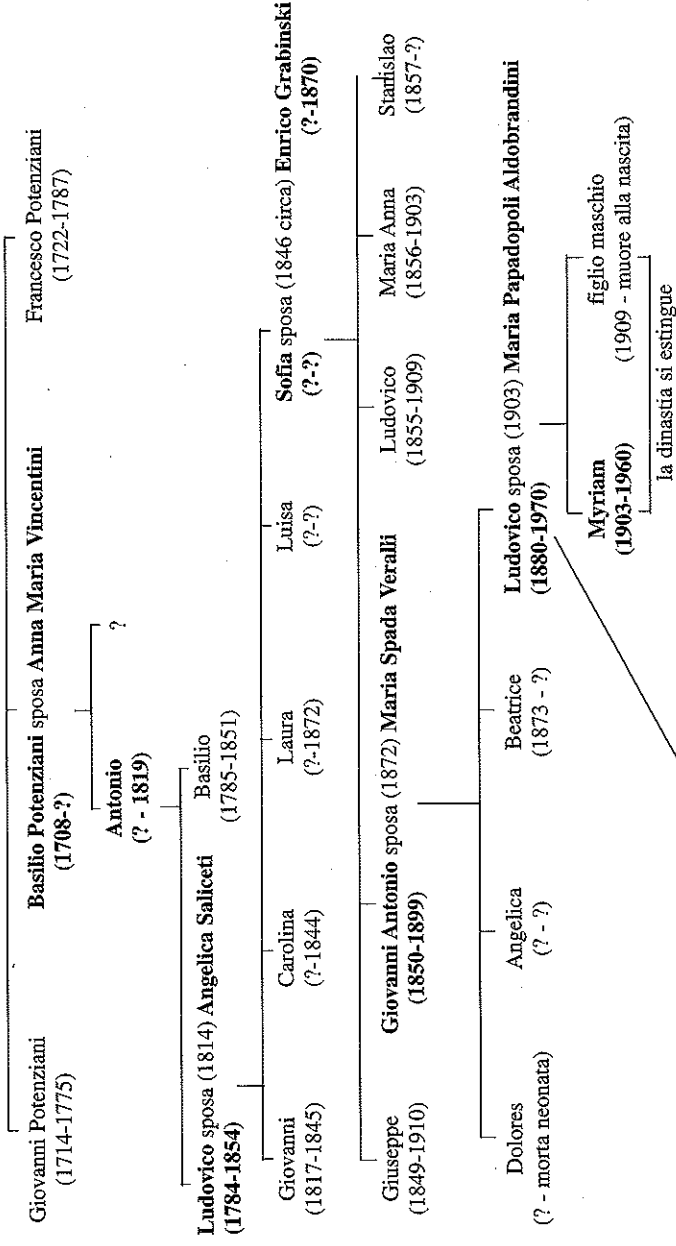 Giovanni Potenziani
(1714-1775)
Basilio Potenziani sposa Anna Maria Vincentini
(1708-?)
Francesco Potenziani
(1722-1787)
Antonio
(? - 1819)
?
Ludovico sposa (1814) Angelica Saliceti
(1784-1854)
Basilio
(1785-1851)
Giovanni
(1817-1845)
Carolina
(?-1844)
Laura
(?-1872)
Luisa
(?-?)
Sofia sposa (1846 circa) Enrico Grabinski
(?-?)
(?-1870)
Giuseppe
(1849-1910)
Giovanni Antonio sposa (1872) Maria Spada Veralli
(1850-1899)
Ludovico
(1855-1909)
Maria Anna
(1856-1903)
Stanislao
(1857-?)
Dolores
(? - morta neonata)
Angelica
(? - ?)
Beatrice
(1873 - ?)
Ludovico sposa (1903) Maria Papadopoli Aldobrandini
(1880-1970)
Myriam
(1903-1960)
figlio maschio
(1909 - muore alla nascita)
la dinastia si estingue